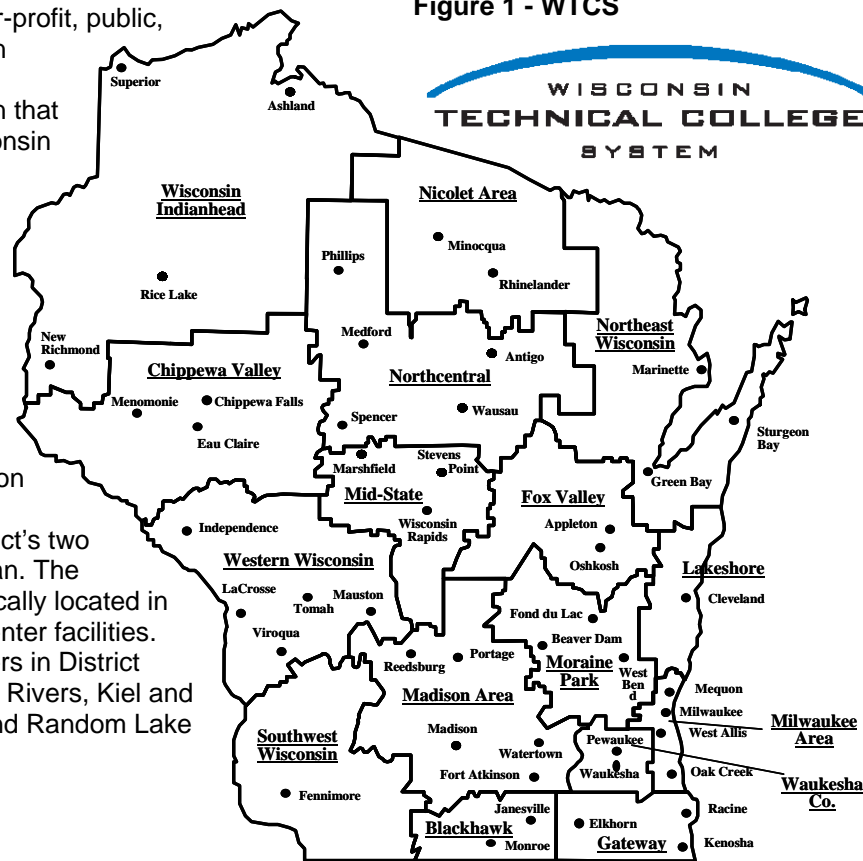 r-profit, public,
Figure 1 - WTCS
n
WISCONSIN
TECHNICAL COLLEGE
SYSTEM
n that
onsin
on
ct's two
an. The
cally located in
nter facilities.
rs in District
Rivers, Kiel and
nd Random Lake
Superior
Ashland
Wisconsin
Indianhead
Rice Lake
New
Richmond
Nicolet Area
Minocqua
Rhinelander
Phillips
Medford
Antigo
Northcentral
Spencer
Wausau
Northeast
Wisconsin
Marinette
Sturgeon
Bay
Green Bay
Chippewa Valley
Menomonie
Chippewa Falls
Eau Claire
Marshfield
Stevens
Point
Mid-State
Wisconsin
Rapids
Fox Valley
Appleton
Oshkosh
Independence
Western Wisconsin
LaCrosse
Tomah
Mauston
Viroqua
Lakeshore
Cleveland
Fond du Lac
Beaver Dam
Moraine
Park
West
Ben
d
Reedsburg
Portage
Madison Area
Madison
Watertown
Fort Atkinson
Mequon
Milwaukee
West Allis
Oak Creek
Milwaukee
Area
Pewaukee
Waukesha
Waukesha
Co.
Southwest
Wisconsin
Fennimore
Janesville
Blackhawk
Monroe
Elkhorn
Gateway
Racine
Kenosha